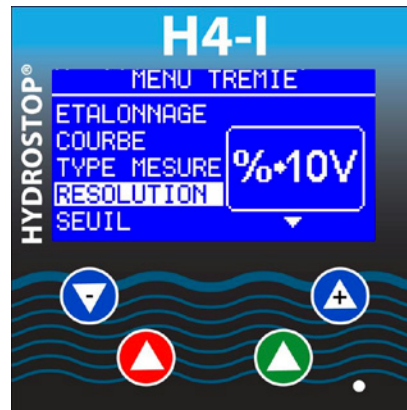 H4-I
HYDROSTOP®
MENU TREMIE
ETALONNAGE
COURBE
TYPE MESURE
RESOLUTION
SEUIL
%•10V
-
+